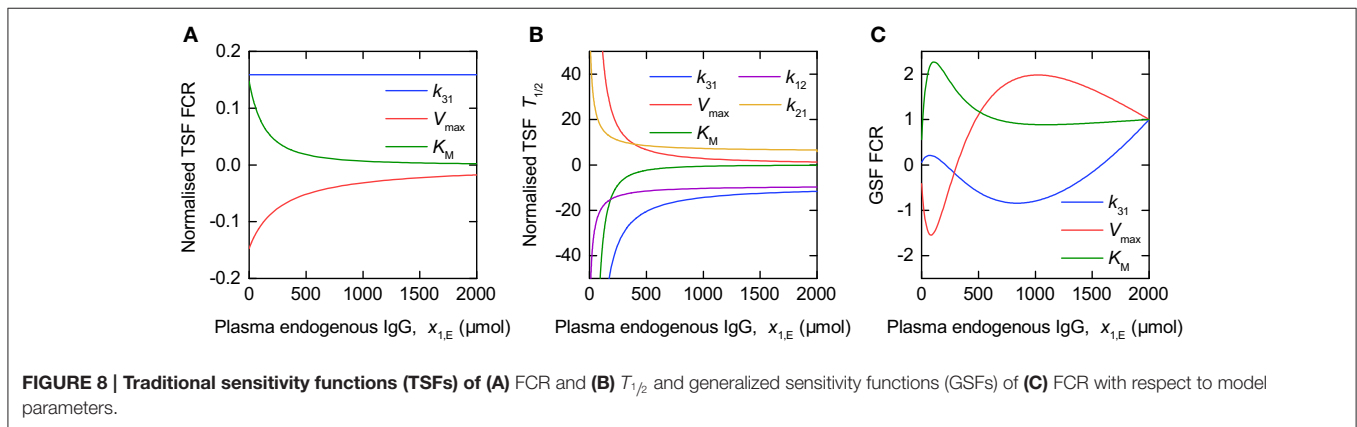 A
B
C
0.2
0.1
0.0
-0.1
-0.2
Normalised TSF FCR
k31
Vmax
KM
0 500 1000 1500 2000
Plasma endogenous IgG, x1,E (µmol)
40
20
0
-20
-40
Normalised TSF T1/2
k31 k12
Vmax k21
KM
0 500 1000 1500 2000
Plasma endogenous IgG, x1,E (µmol)
2
1
0
-1
-2
GSF FCR
k31
Vmax
KM
0 500 1000 1500 2000
Plasma endogenous IgG, x1,E (µmol)
FIGURE 8 | Traditional sensitivity functions (TSFs) of (A) FCR and (B) T1/2 and generalized sensitivity functions (GSFs) of (C) FCR with respect to model
parameters.